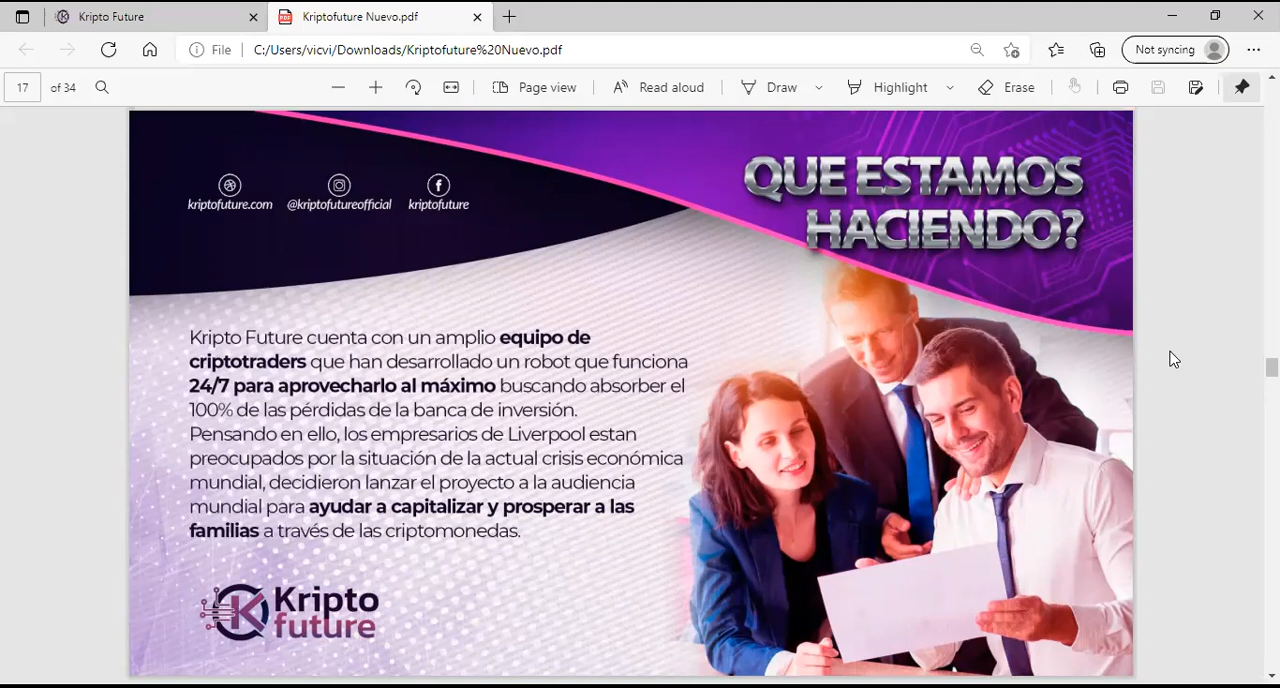 Kripto Future
Kriptofuture Nuevo.pdf
File
C:/Users/vicvi/Downloads/Kriptofuture%20Nuevo.pdf
Not syncing
17 of 34
Page view
Read aloud
Draw
Highlight
Erase
kriptofuture.com @kriptofutureofficial kriptofuture
QUE ESTAMOS
HACIENDO?
Kripto Future cuenta con un amplio equipo de
criptotraders que han desarrollado un robot que funciona
24/7 para aprovecharlo al máximo buscando absorber el
100% de las pérdidas de la banca de inversión.
Pensando en ello, los empresarios de Liverpool estan
preocupados por la situación de la actual crisis económica
mundial, decidieron lanzar el proyecto a la audiencia
mundial para ayudar a capitalizar y prosperar a las
familias a través de las criptomonedas.
Kripto
future